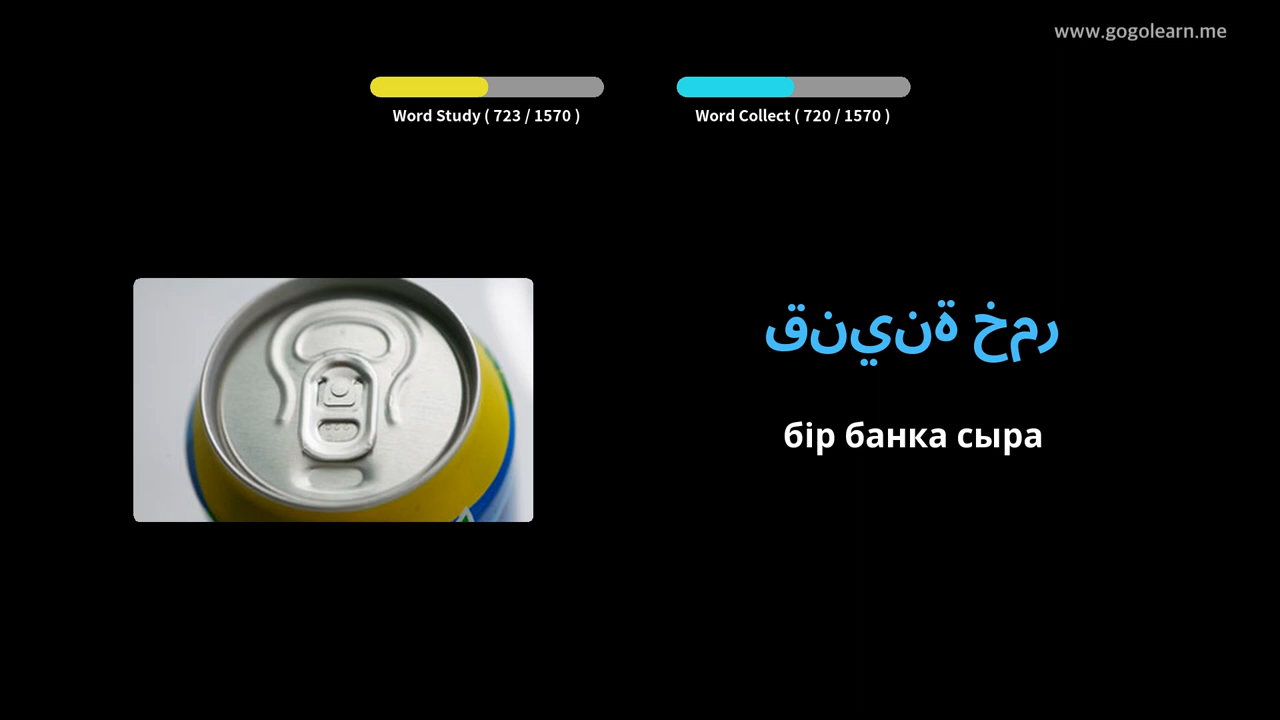 www.gogolearn.me
Word Study ( 723 / 1570 )
Word Collect ( 720 / 1570 )
قنينة خمر
бір банка сыра